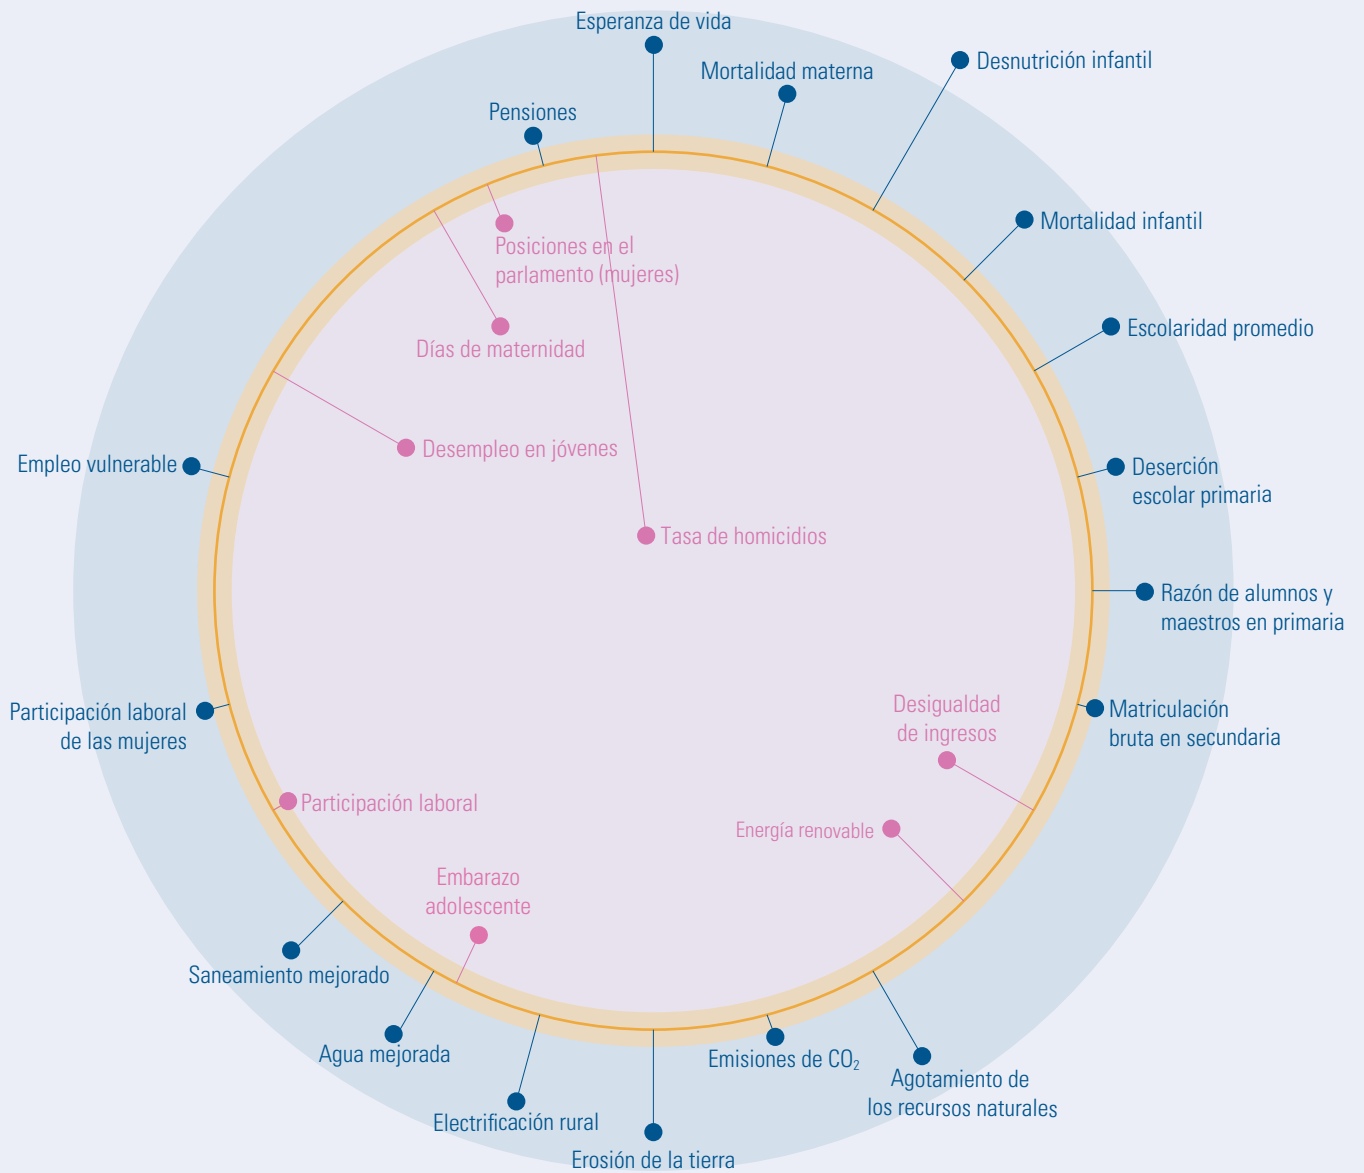 Esperanza de vida
Mortalidad materna
Desnutrición infantil
Pensiones
Mortalidad infantil
Posiciones en el
parlamento (mujeres)
Escolaridad promedio
Días de maternidad
Desempleo en jóvenes
Empleo vulnerable
Deserción
escolar primaria
Tasa de homicidios
Razón de alumnos y
maestros en primaria
Desigualdad
de ingresos
Participación laboral
de las mujeres
Matriculación
bruta en secundaria
Participación laboral
Energía renovable
Embarazo
adolescente
Saneamiento mejorado
Agua mejorada
Emisiones de CO₂
Agotamiento de
los recursos naturales
Electrificación rural
Erosión de la tierra